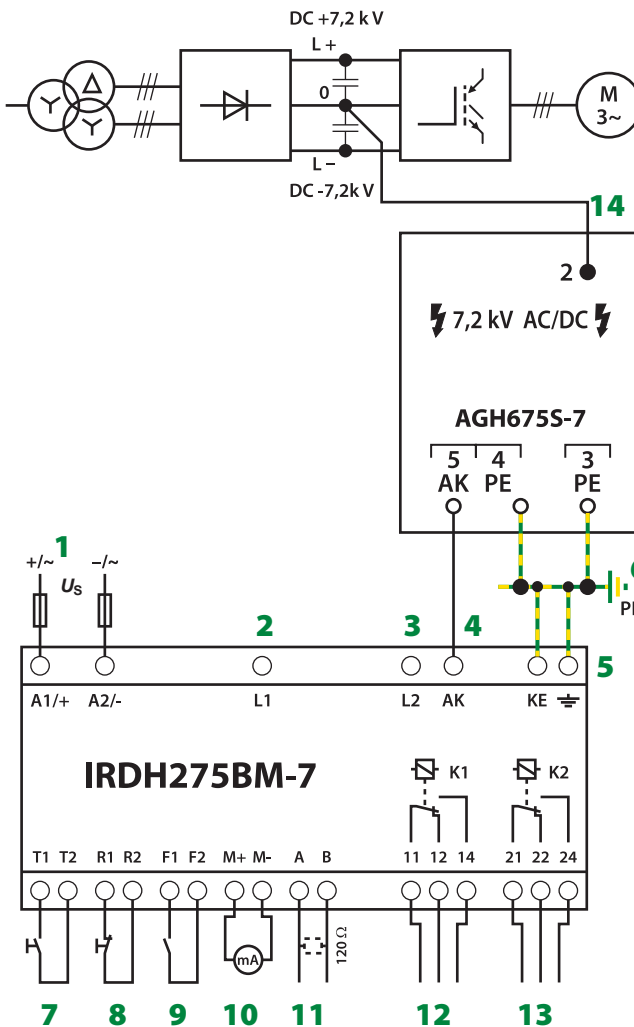 DC +7,2 k V
L +
0
L –
DC -7,2k V
M
3~
14
2
7,2 kV AC/DC
AGH675S-7
5 4 3
AK PE PE
1
+/~ –/~
US
6
PE
2 3 4 5
A1/+ A2/- L1 L2 AK KE
IRDH275BM-7
K1 K2
T1 T2 R1 R2 F1 F2 M+ M- A B 11 12 14 21 22 24
mA
120 Ω
7 8 9 10 11 12 13